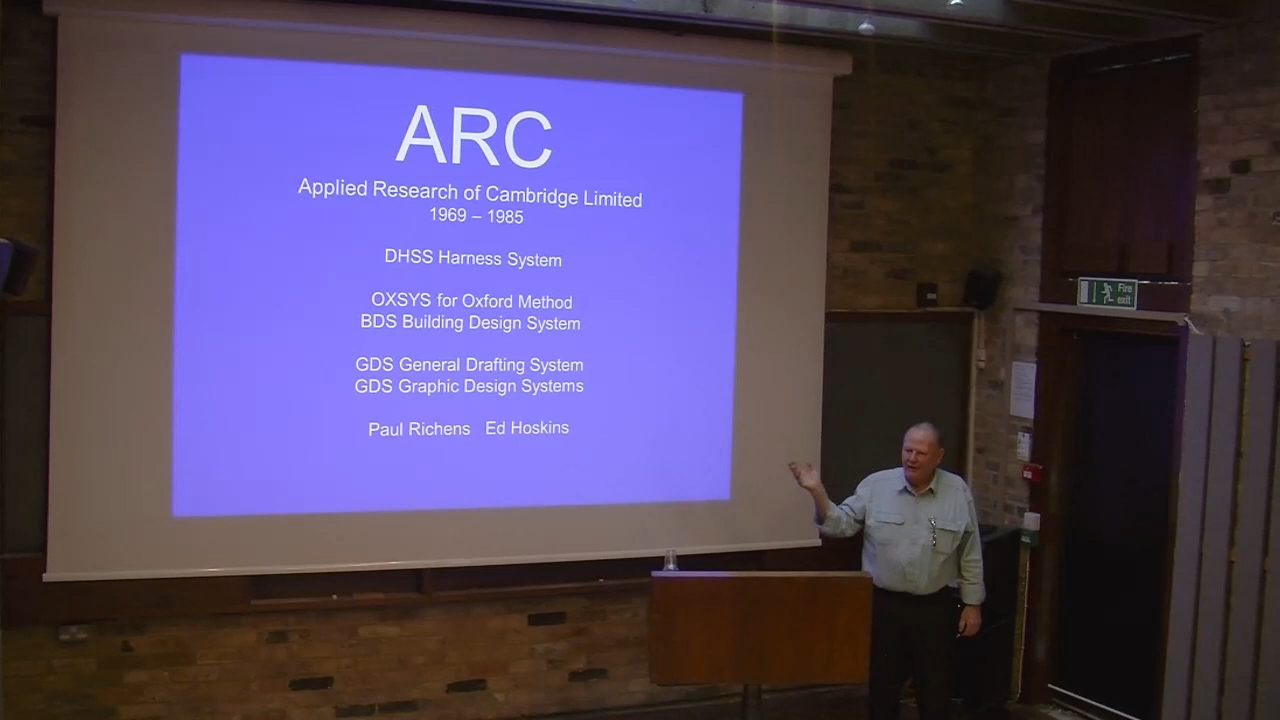 ARC
Applied Research of Cambridge Limited
1969 – 1985
DHSS Harness System
OXSYS for Oxford Method
BDS Building Design System
GDS General Drafting System
GDS Graphic Design Systems
Paul Richens Ed Hoskins
Fire
exit